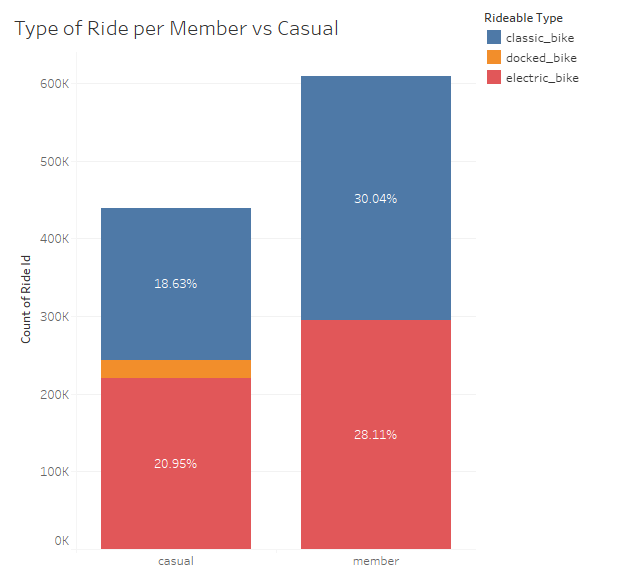 Type of Ride per Member vs Casual
Rideable Type
classic_bike
docked_bike
electric_bike
Count of Ride Id
600K
500K
400K
300K
200K
100K
0K
18.63%
20.95%
30.04%
28.11%
casual
member